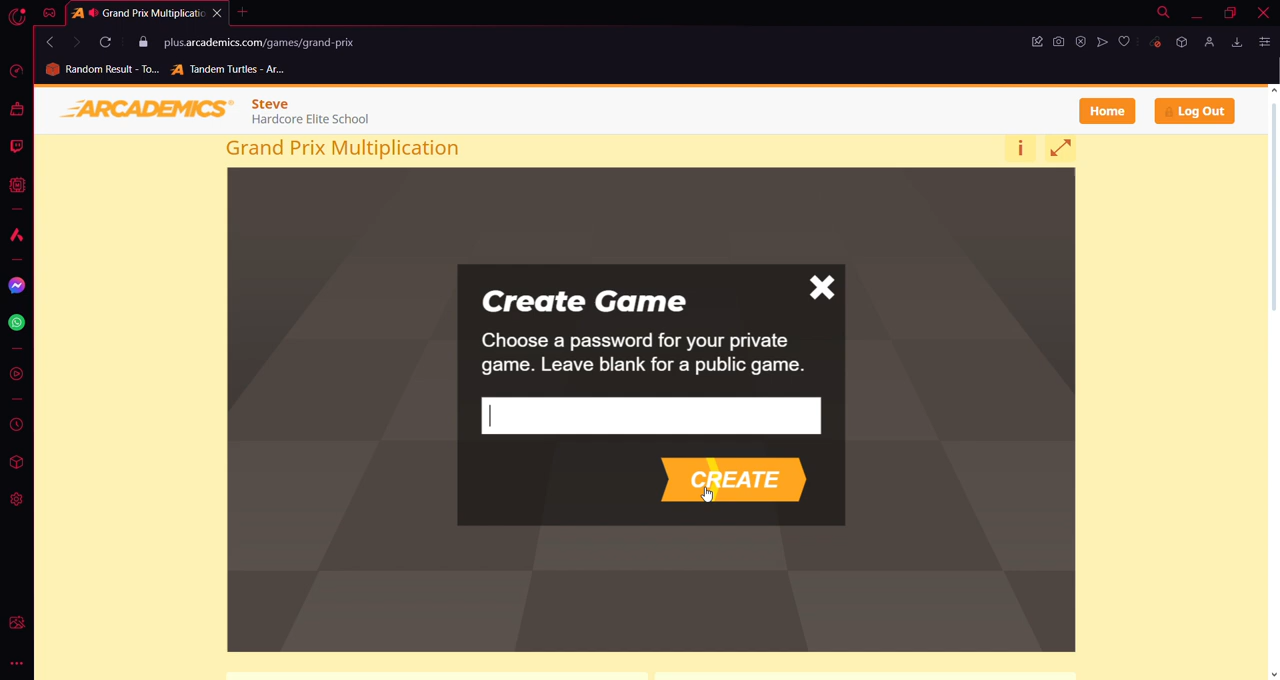 Grand Prix Multiplicatio
plus.arcademics.com/games/grand-prix
Random Result - To... Tandem Turtles - Ar...
ARCADEMICS
Steve
Hardcore Elite School
Home
Log Out
Grand Prix Multiplication
i
Create Game
Choose a password for your private
game. Leave blank for a public game.
CREATE